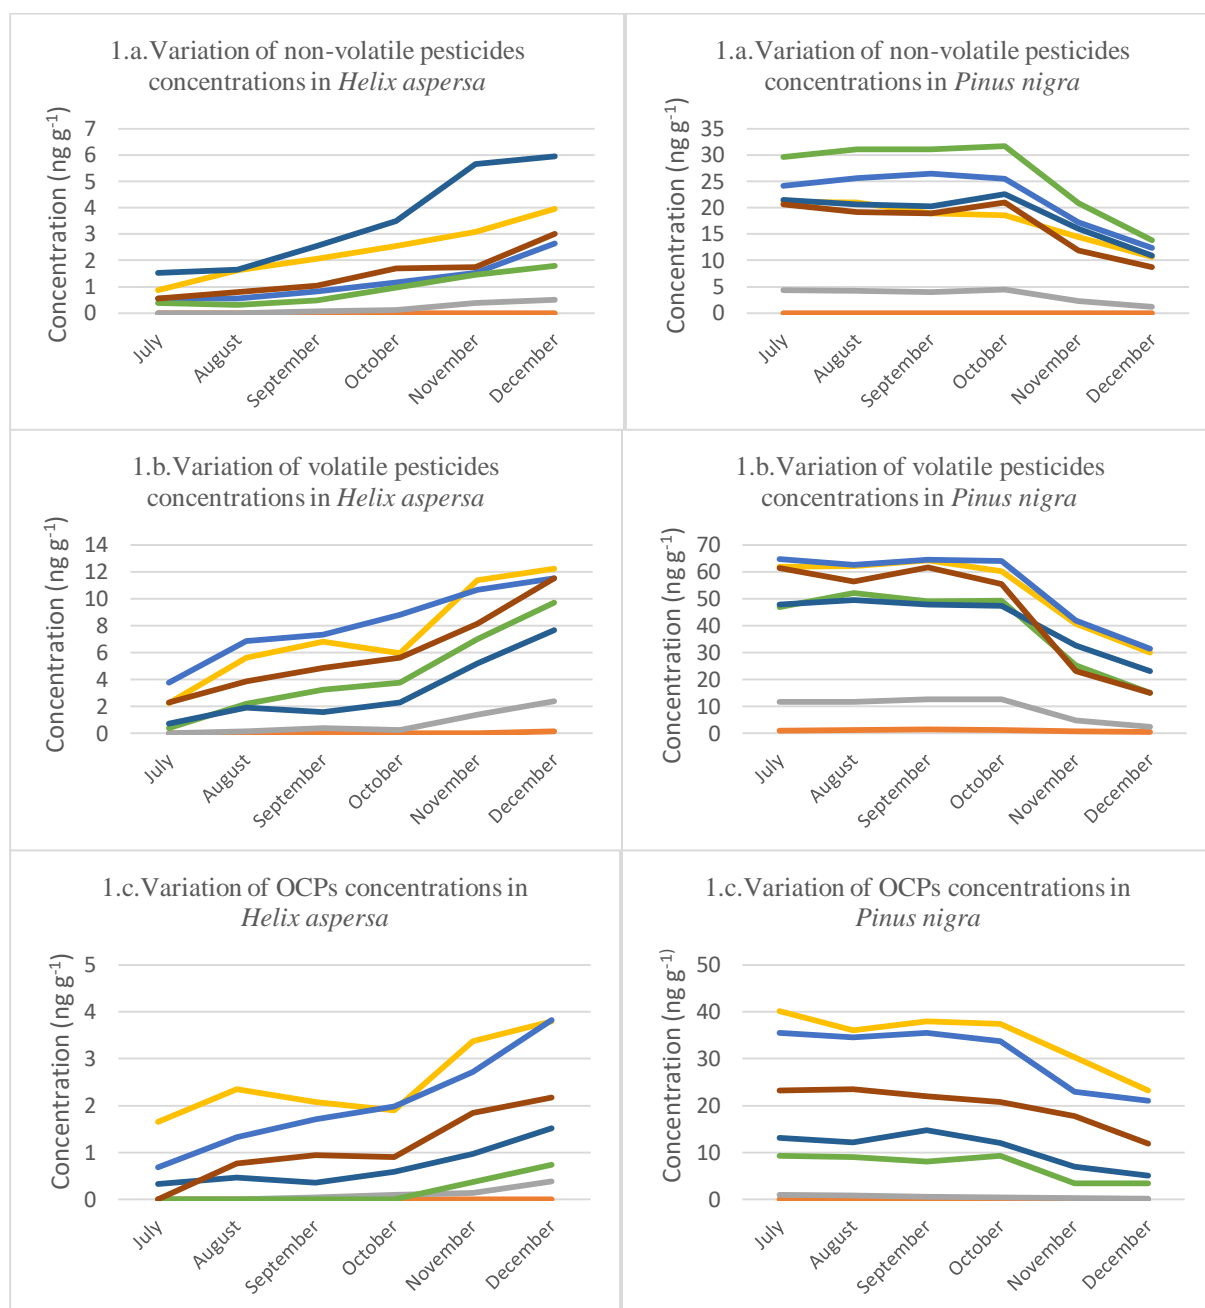 1.a.Variation of non-volatile pesticides
concentrations in Helix aspersa
Concentration (ng g-1)
7
6
5
4
3
2
1
0
July
August
September
October
November
December
1.a.Variation of non-volatile pesticides
concentrations in Pinus nigra
Concentration (ng g-1)
35
30
25
20
15
10
5
0
July
August
September
October
November
December
1.b.Variation of volatile pesticides
concentrations in Helix aspersa
Concentration (ng g-1)
14
12
10
8
6
4
2
0
July
August
September
October
November
December
1.b.Variation of volatile pesticides
concentrations in Pinus nigra
Concentration (ng g-1)
70
60
50
40
30
20
10
0
July
August
September
October
November
December
1.c.Variation of OCPs concentrations in
Helix aspersa
Concentration (ng g-1)
5
4
3
2
1
0
July
August
September
October
November
December
1.c.Variation of OCPs concentrations in
Pinus nigra
Concentration (ng g-1)
50
40
30
20
10
0
July
August
September
October
November
December